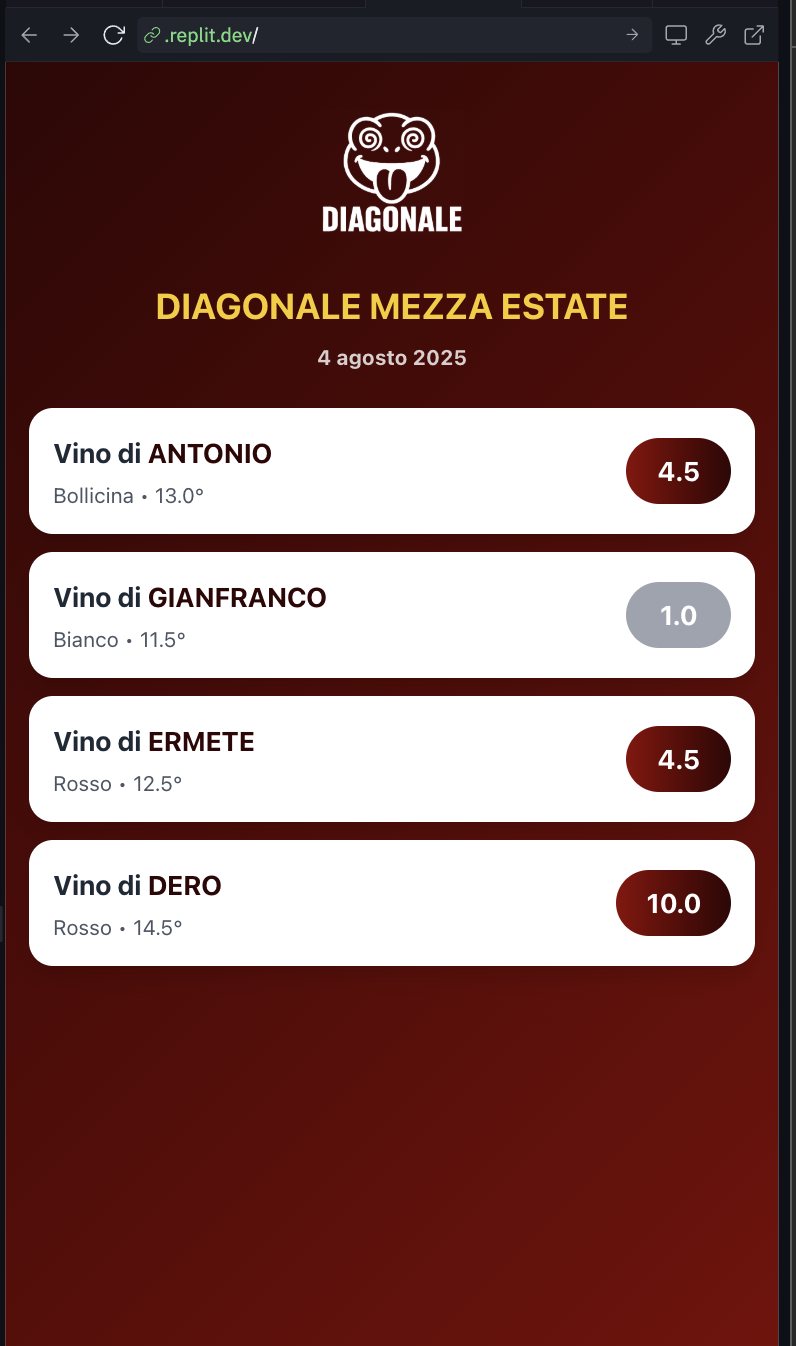 .replit.dev/
DIAGONALE
DIAGONALE MEZZA ESTATE
4 agosto 2025
Vino di ANTONIO
Bollicina • 13.0°
4.5
Vino di GIANFRANCO
Bianco • 11.5°
1.0
Vino di ERMETE
Rosso • 12.5°
4.5
Vino di DERO
Rosso • 14.5°
10.0